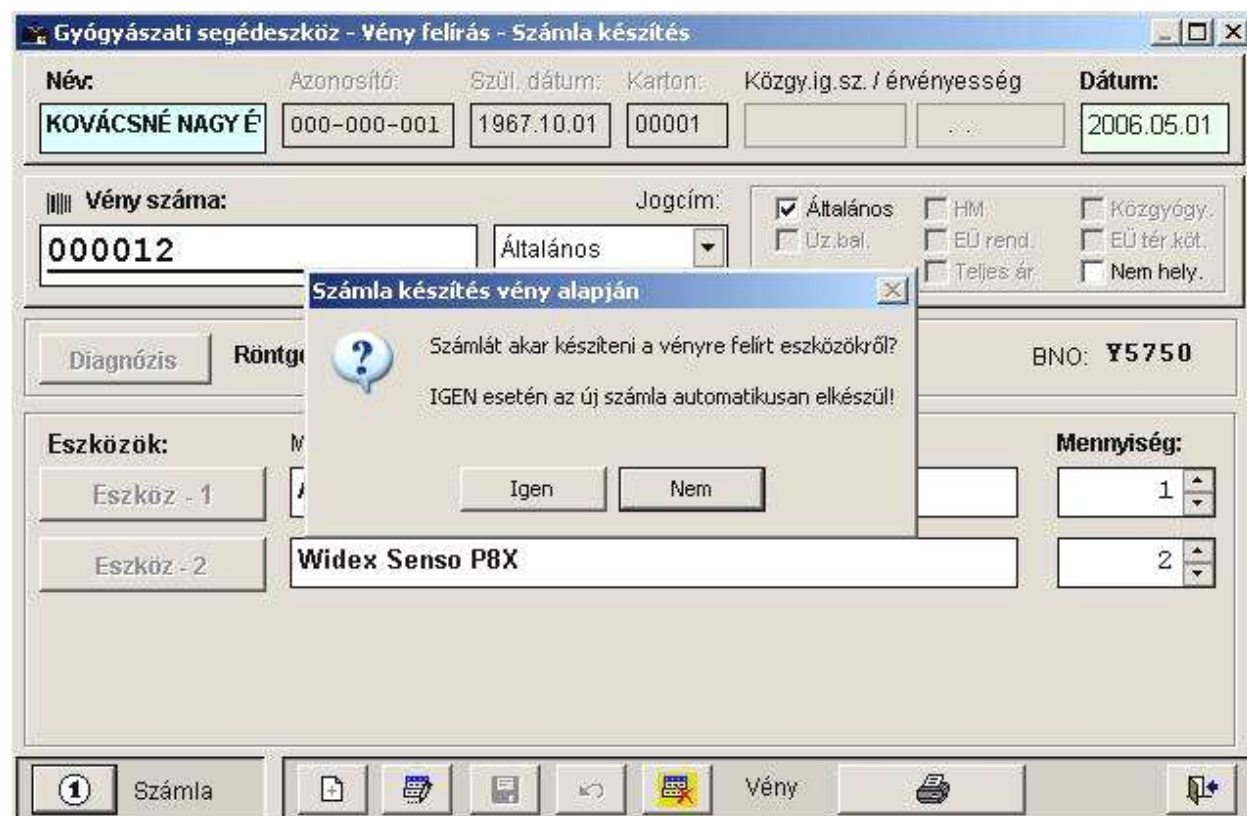 Gyógyászati segédeszköz - Vény felírás - Számla készítés
Név: Azonosító: Szül. dátum: Karton: Közgy.ig.sz. / érvényesség Dátum:
KOVÁCSNÉ NAGY É 000-000-001 1967.10.01 00001 . . 2006.05.01
Vény száma: Jogcím:
000012 Általános
Általános HM Közgyógy.
Üz.bal. EÜ rend. EÜ tér.köt.
Teljes ár Nem hely.
Számla készítés vény alapján
Számlát akar készíteni a vényre felírt eszközökről?
IGEN esetén az új számla automatikusan elkészül!
Igen Nem
Diagnózis BNO: Y5750
Eszközök: Mennyiség:
Eszköz - 1 1
Eszköz - 2 Widex Senso P8X 2
1 Számla Vény